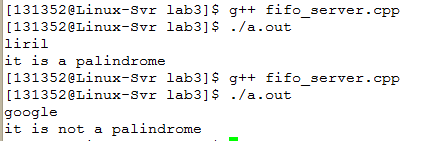 [131352@Linux-Svr lab3]$ g++ fifo_server.cpp
[131352@Linux-Svr lab3]$ ./a.out
liril
it is a palindrome
[131352@Linux-Svr lab3]$ g++ fifo_server.cpp
[131352@Linux-Svr lab3]$ ./a.out
google
it is not a palindrome